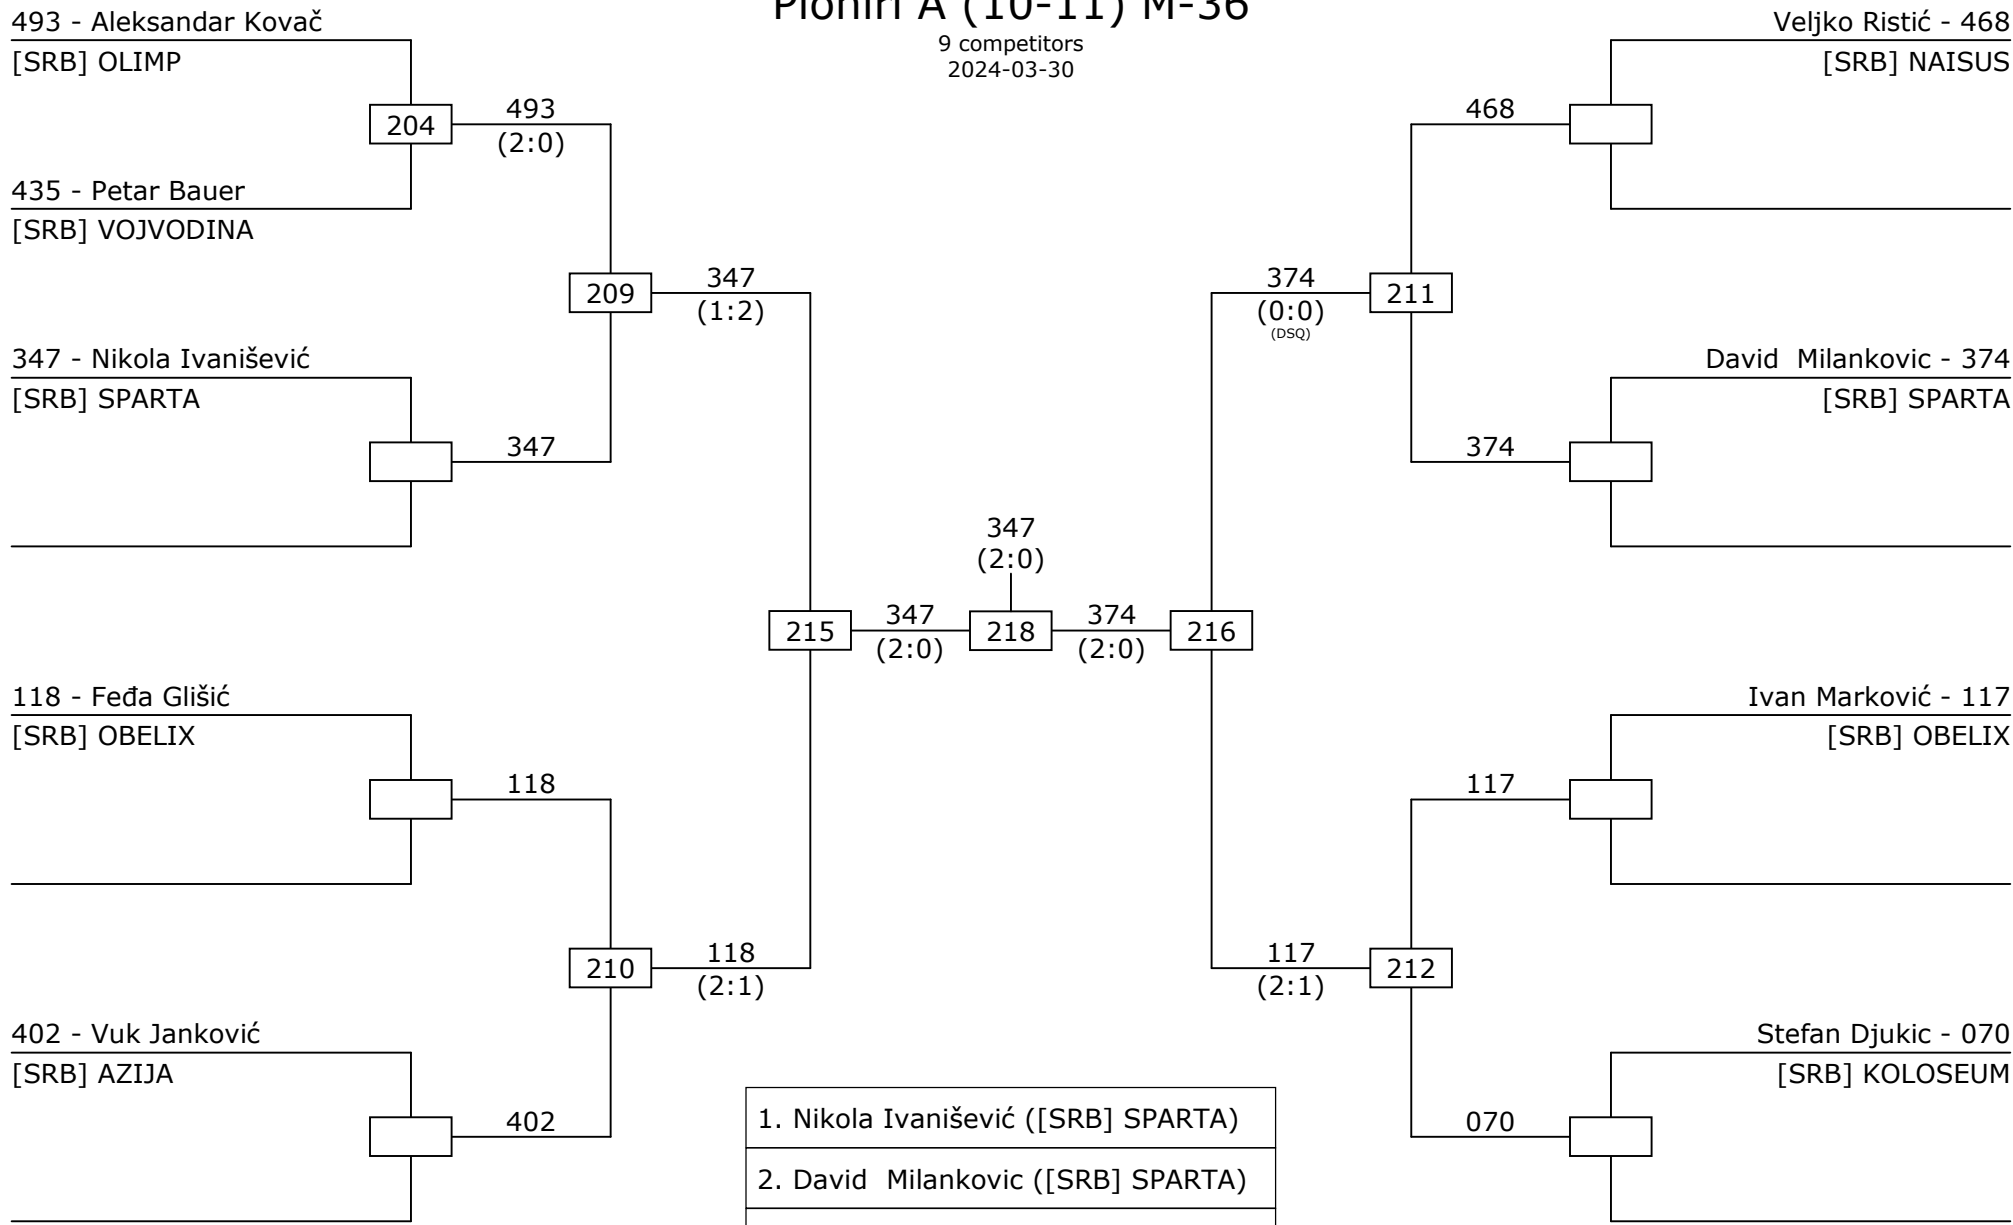 Pioniri A (10-11) M-36
9 competitors
2024-03-30
493 - Aleksandar Kovač
[SRB] OLIMP
204
493
(2:0)
435 - Petar Bauer
[SRB] VOJVODINA
209
347
(1:2)
347 - Nikola Ivanišević
[SRB] SPARTA
347
118 - Feđa Glišić
[SRB] OBELIX
118
210
118
(2:1)
402 - Vuk Janković
[SRB] AZIJA
402
215
347
(2:0)
347
(2:0)
218
374
(2:0)
216
Veljko Ristić - 468
[SRB] NAISUS
468
374
(0:0)
(DSQ)
211
David  Milankovic - 374
[SRB] SPARTA
374
Ivan Marković - 117
[SRB] OBELIX
117
117
(2:1)
212
Stefan Djukic - 070
[SRB] KOLOSEUM
070
1. Nikola Ivanišević ([SRB] SPARTA)
2. David  Milankovic ([SRB] SPARTA)